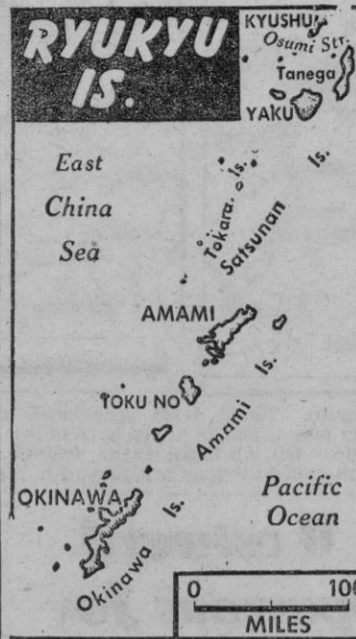 RYUKYU
IS.
KYUSHU
Osumi Str.
Tanega
YAKU
East
China
Sea
Tokara Is.
Satsunan Is.
AMAMI
TOKU NO
Amami Is.
OKINAWA
Okinawa Is.
Pacific
Ocean
0 100
MILES